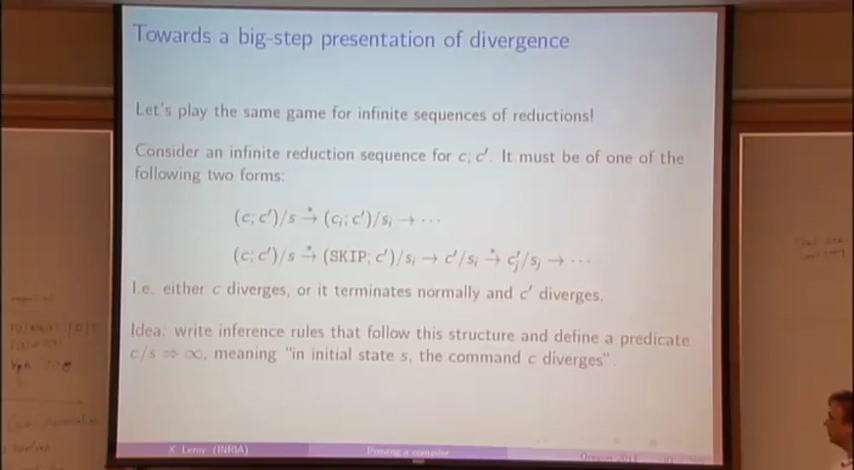 Towards a big-step presentation of divergence
Let's play the same game for infinite sequences of reductions!
Consider an infinite reduction sequence for c; c′. It must be of one of the
following two forms:
(c; c′)/s →* (cᵢ; c′)/sᵢ → ⋯
(c; c′)/s →* (SKIP; c′)/sᵢ → c′/sᵢ →* c′ⱼ/sⱼ → ⋯
I.e. either c diverges, or it terminates normally and c′ diverges.
Idea: write inference rules that follow this structure and define a predicate
c/s ⇒ ∞, meaning "in initial state s, the command c diverges".
X. Leroy (INRIA)
Proving a compiler
Oregon 2011